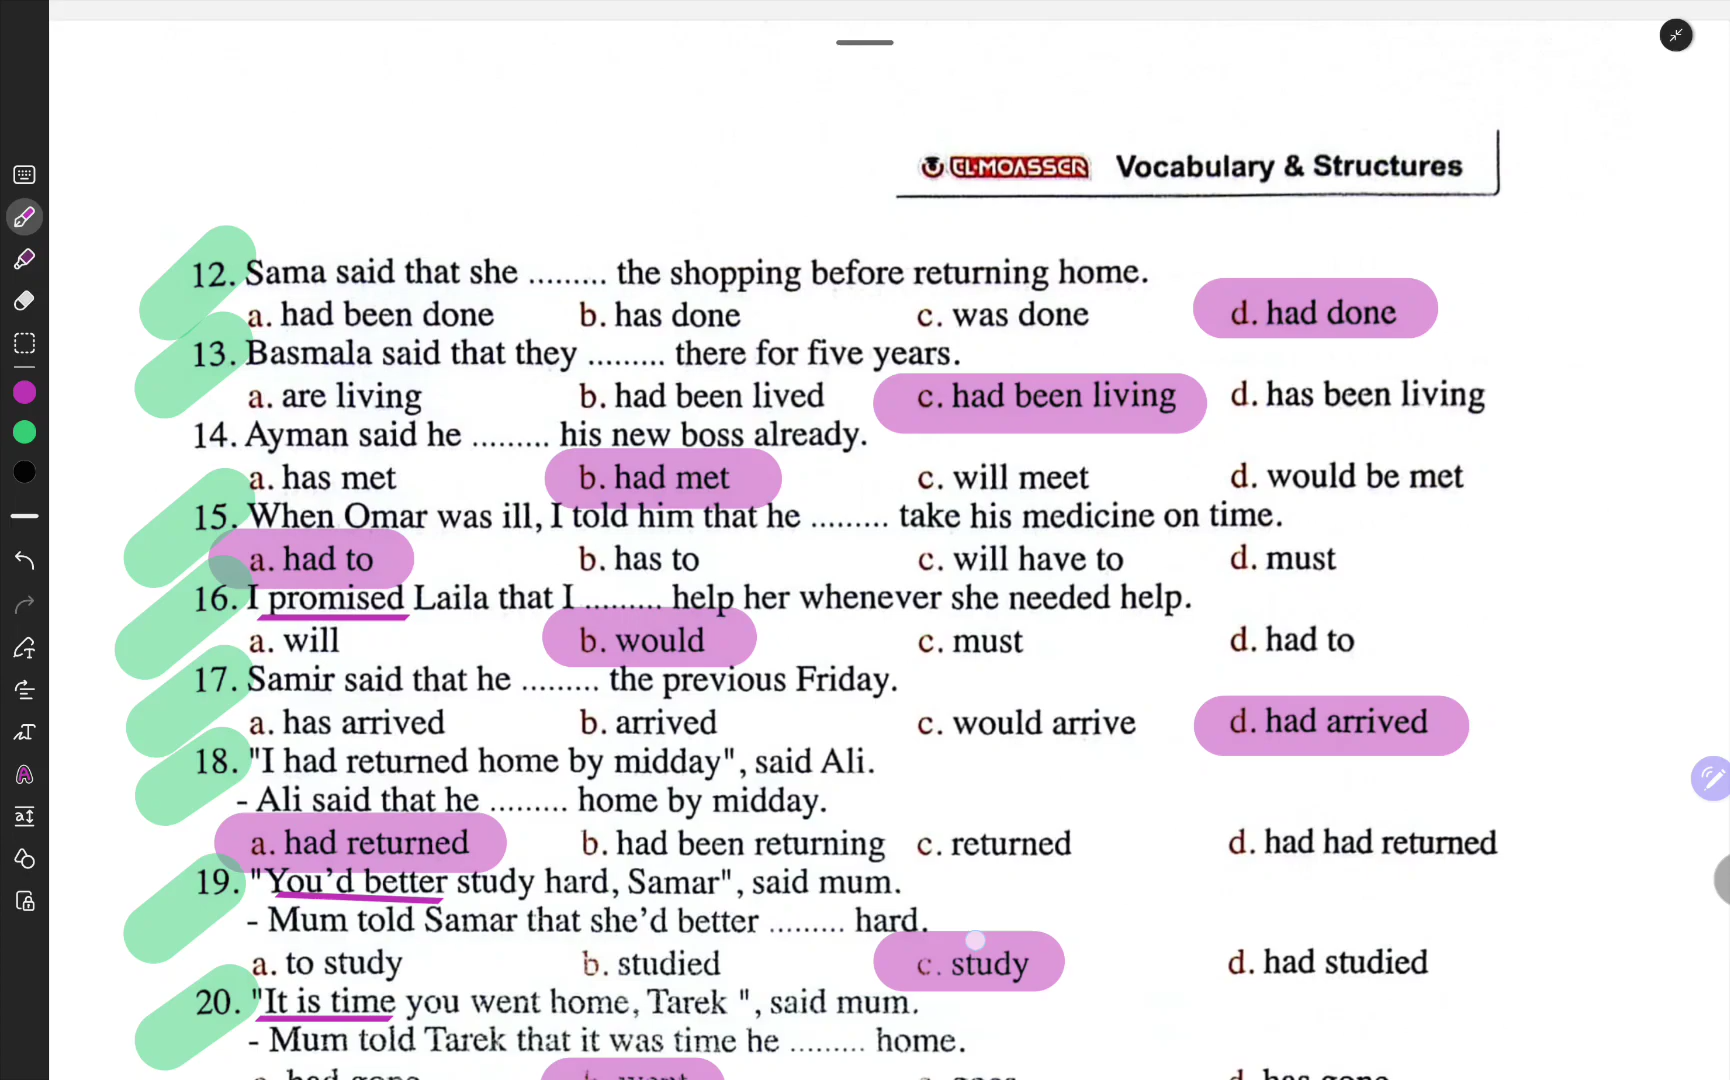 EL-MOASSER Vocabulary & Structures
12. Sama said that she ......... the shopping before returning home.
a. had been done b. has done c. was done d. had done
13. Basmala said that they ......... there for five years.
a. are living b. had been lived c. had been living d. has been living
14. Ayman said he ......... his new boss already.
a. has met b. had met c. will meet d. would be met
15. When Omar was ill, I told him that he ......... take his medicine on time.
a. had to b. has to c. will have to d. must
16. I promised Laila that I ......... help her whenever she needed help.
a. will b. would c. must d. had to
17. Samir said that he ......... the previous Friday.
a. has arrived b. arrived c. would arrive d. had arrived
18. "I had returned home by midday", said Ali.
- Ali said that he ......... home by midday.
a. had returned b. had been returning c. returned d. had had returned
19. "You'd better study hard, Samar", said mum.
- Mum told Samar that she'd better ......... hard.
a. to study b. studied c. study d. had studied
20. "It is time you went home, Tarek ", said mum.
- Mum told Tarek that it was time he ......... home.